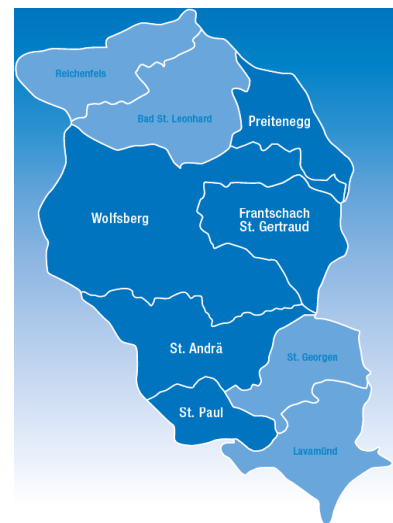 Reichenfels
Bad St. Leonhard
Preitenegg
Wolfsberg
Frantschach
St. Gertraud
St. Andrä
St. Georgen
St. Paul
Lavamünd